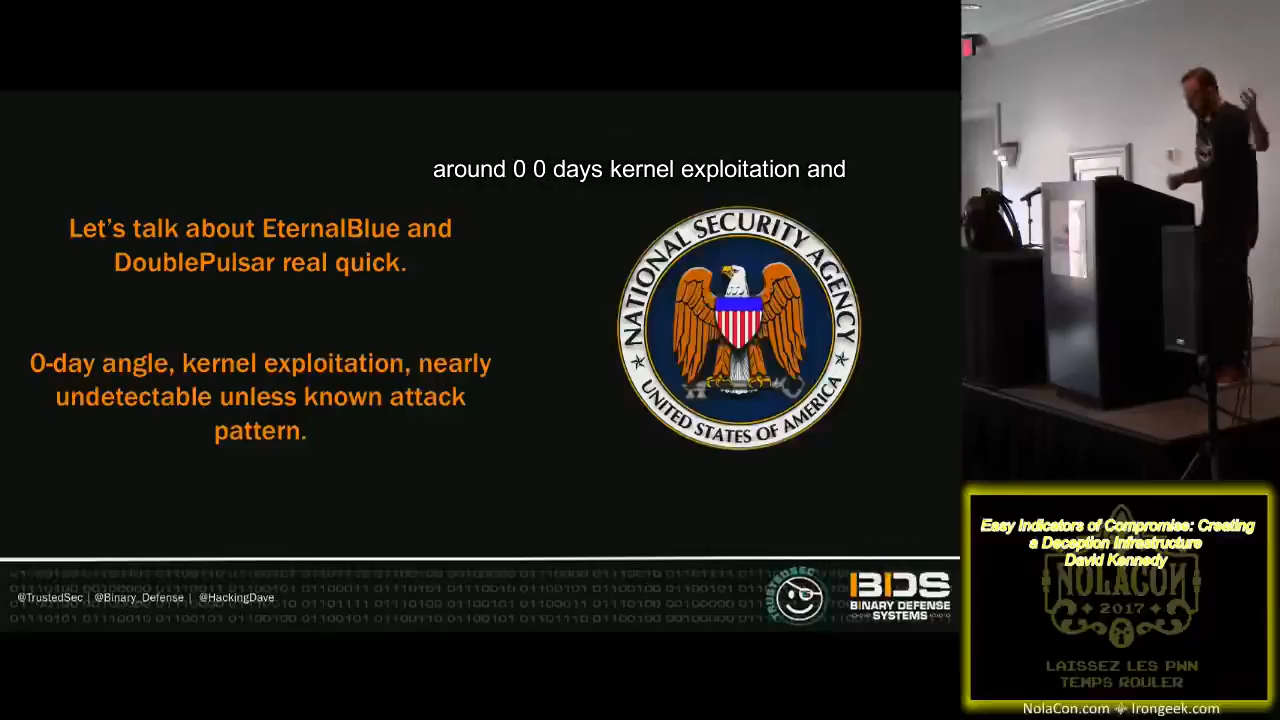 around 0 0 days kernel exploitation and
Let's talk about EternalBlue and
DoublePulsar real quick.
0-day angle, kernel exploitation, nearly
undetectable unless known attack
pattern.
NATIONAL SECURITY AGENCY
UNITED STATES OF AMERICA
@TrustedSec | @Binary_Defense | @HackingDave
TRUSTEDSEC
BDS
BINARY DEFENSE
SYSTEMS
Easy Indicators of Compromise: Creating
a Deception Infrastructure
David Kennedy
NOLACON
2017
LAISSEZ LES PWN
TEMPS ROULER
NolaCon.com Irongeek.com